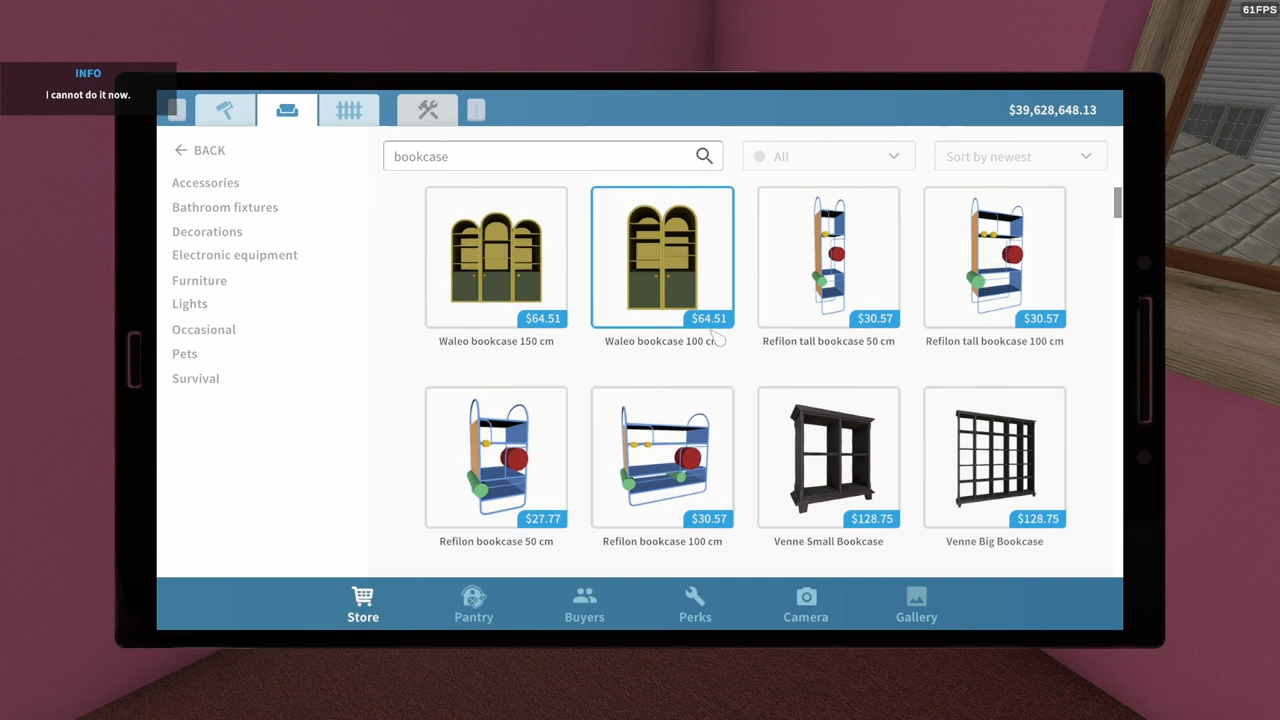 61FPS
INFO
I cannot do it now.
$39,628,648.13
BACK
Accessories
Bathroom fixtures
Decorations
Electronic equipment
Furniture
Lights
Occasional
Pets
Survival
bookcase
All
Sort by newest
$64.51
$64.51
$30.57
$30.57
Waleo bookcase 150 cm
Waleo bookcase 100 cm
Refilon tall bookcase 50 cm
Refilon tall bookcase 100 cm
$27.77
$30.57
$128.75
$128.75
Refilon bookcase 50 cm
Refilon bookcase 100 cm
Venne Small Bookcase
Venne Big Bookcase
Store
Pantry
Buyers
Perks
Camera
Gallery